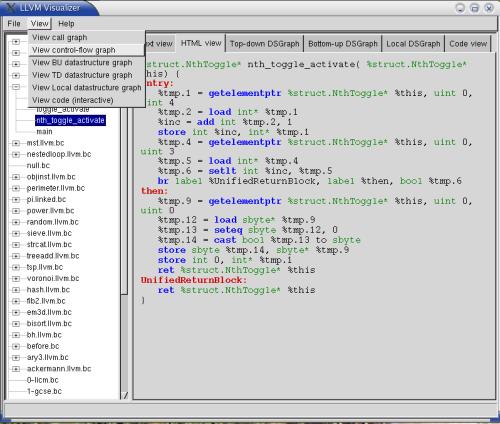 LLVM Visualizer
File View Help
View call graph
View control-flow graph
View BU datastructure graph
View TD datastructure graph
View Local datastructure graph
View code (interactive)
ext view HTML view Top-down DSGraph Bottom-up DSGraph Local DSGraph Code view
toggle_activate
nth_toggle_activate
main
mst.llvm.bc
nestedloop.llvm.bc
null.bc
objinst.llvm.bc
perimeter.llvm.bc
pi.linked.bc
power.llvm.bc
random.llvm.bc
sieve.llvm.bc
strcat.llvm.bc
treeadd.llvm.bc
tsp.llvm.bc
voronoi.llvm.bc
hash.llvm.bc
fib2.llvm.bc
em3d.llvm.bc
bisort.llvm.bc
bh.llvm.bc
before.bc
ary3.llvm.bc
ackermann.llvm.bc
0-llcm.bc
1-gcse.bc
struct.NthToggle* nth_toggle_activate( %struct.NthToggle*
his) {
ntry:
%tmp.1 = getelementptr %struct.NthToggle* %this, uint 0,
int 4
%tmp.2 = load int* %tmp.1
%inc = add int %tmp.2, 1
store int %inc, int* %tmp.1
%tmp.4 = getelementptr %struct.NthToggle* %this, uint 0,
uint 3
%tmp.5 = load int* %tmp.4
%tmp.6 = setlt int %inc, %tmp.5
br label %UnifiedReturnBlock, label %then, bool %tmp.6
then:
%tmp.9 = getelementptr %struct.NthToggle* %this, uint 0,
uint 0
%tmp.12 = load sbyte* %tmp.9
%tmp.13 = seteq sbyte %tmp.12, 0
%tmp.14 = cast bool %tmp.13 to sbyte
store sbyte %tmp.14, sbyte* %tmp.9
store int 0, int* %tmp.1
ret %struct.NthToggle* %this
UnifiedReturnBlock:
ret %struct.NthToggle* %this
}